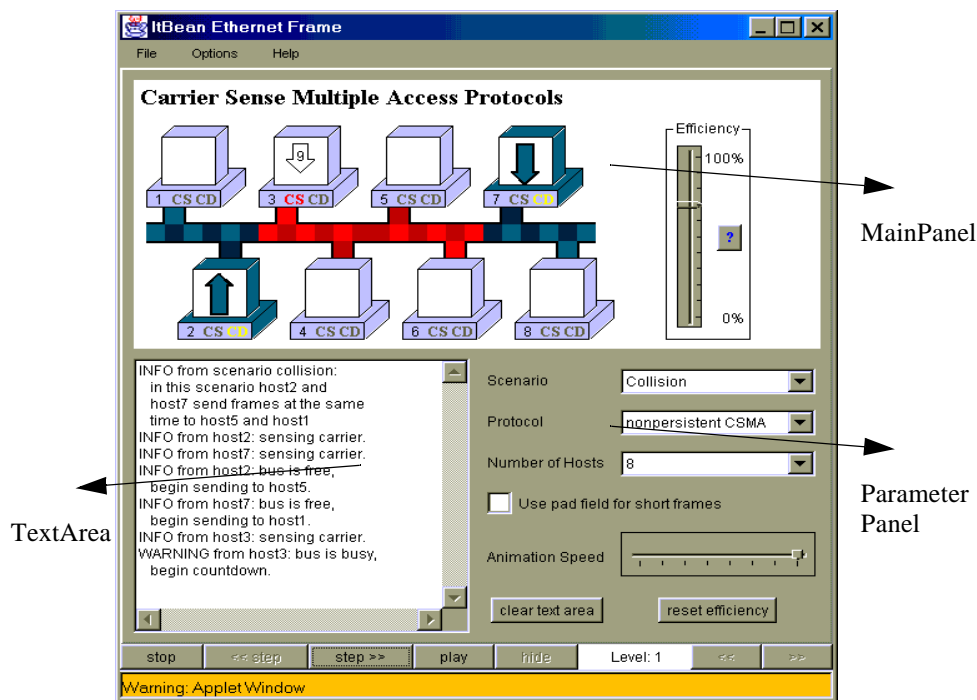 ItBean Ethernet Frame
File Options Help
Carrier Sense Multiple Access Protocols
1 CS CD
3 CS CD
9
5 CS CD
7 CS CD
2 CS CD
4 CS CD
6 CS CD
8 CS CD
Efficiency
100%
?
0%
MainPanel
INFO from scenario collision:
in this scenario host2 and
host7 send frames at the same
time to host5 and host1
INFO from host2: sensing carrier.
INFO from host7: sensing carrier.
INFO from host2: bus is free,
begin sending to host5.
INFO from host7: bus is free,
begin sending to host1.
INFO from host3: sensing carrier.
WARNING from host3: bus is busy,
begin countdown.
TextArea
Scenario Collision
Protocol nonpersistent CSMA
Number of Hosts 8
Use pad field for short frames
Animation Speed
clear text area reset efficiency
Parameter
Panel
stop << step step >> play hide Level: 1 << >>
Warning: Applet Window